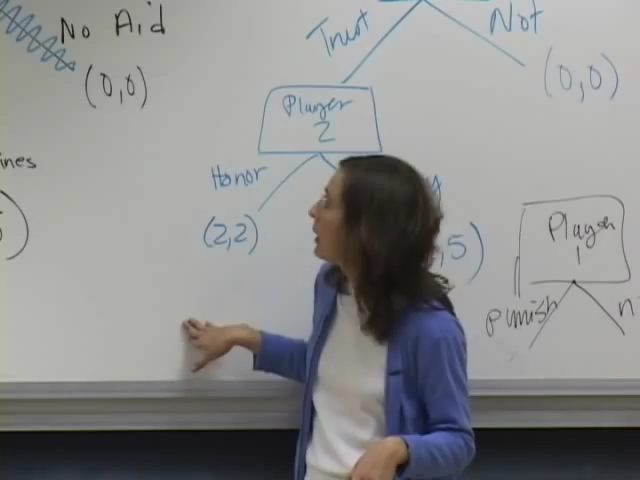 No Aid
(0,0)
Trust
Not
(0,0)
Player
2
Honor
(2,2)
,5)
ines
)
Player
1
punish
n